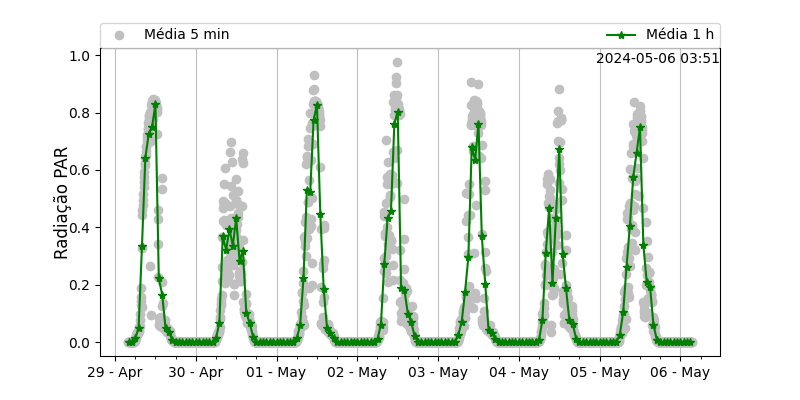 Média 5 min
Média 1 h
2024-05-06 03:51
Radiação PAR
1.0
0.8
0.6
0.4
0.2
0.0
29 - Apr
30 - Apr
01 - May
02 - May
03 - May
04 - May
05 - May
06 - May